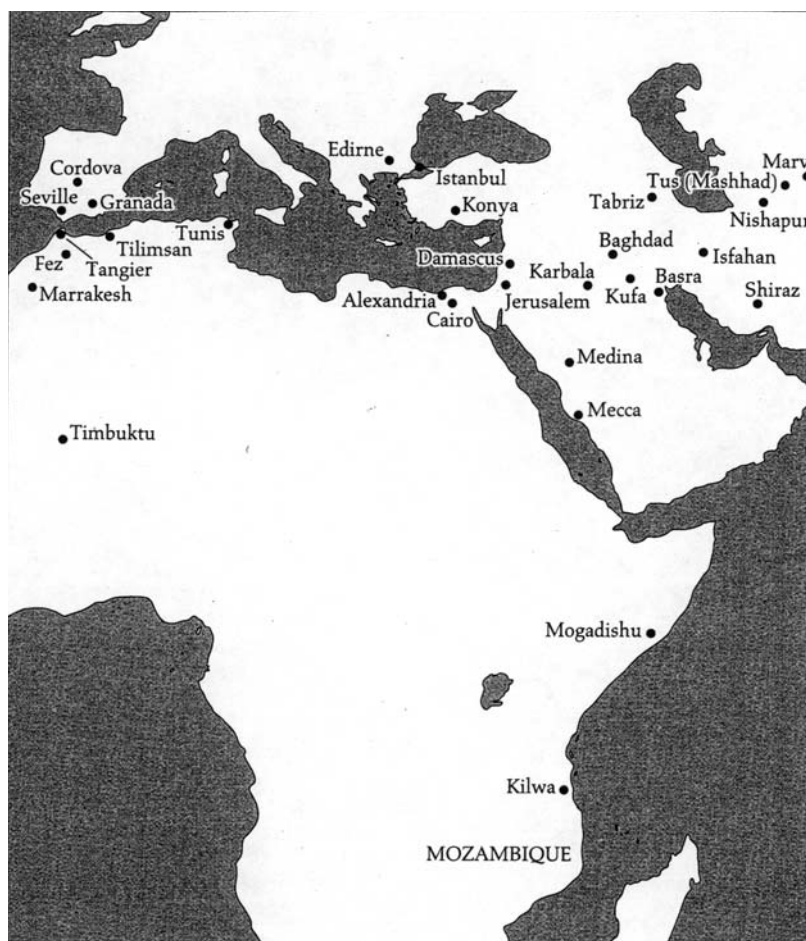 Marv
Cordova
Edirne
Istanbul
Tus (Mashhad)
Seville
Granada
Konya
Tabriz
Nishapur
Tunis
Tilimsan
Baghdad
Isfahan
Fez
Tangier
Damascus
Karbala
Basra
Marrakesh
Alexandria
Jerusalem
Kufa
Shiraz
Cairo
Medina
Mecca
Timbuktu
Mogadishu
Kilwa
MOZAMBIQUE